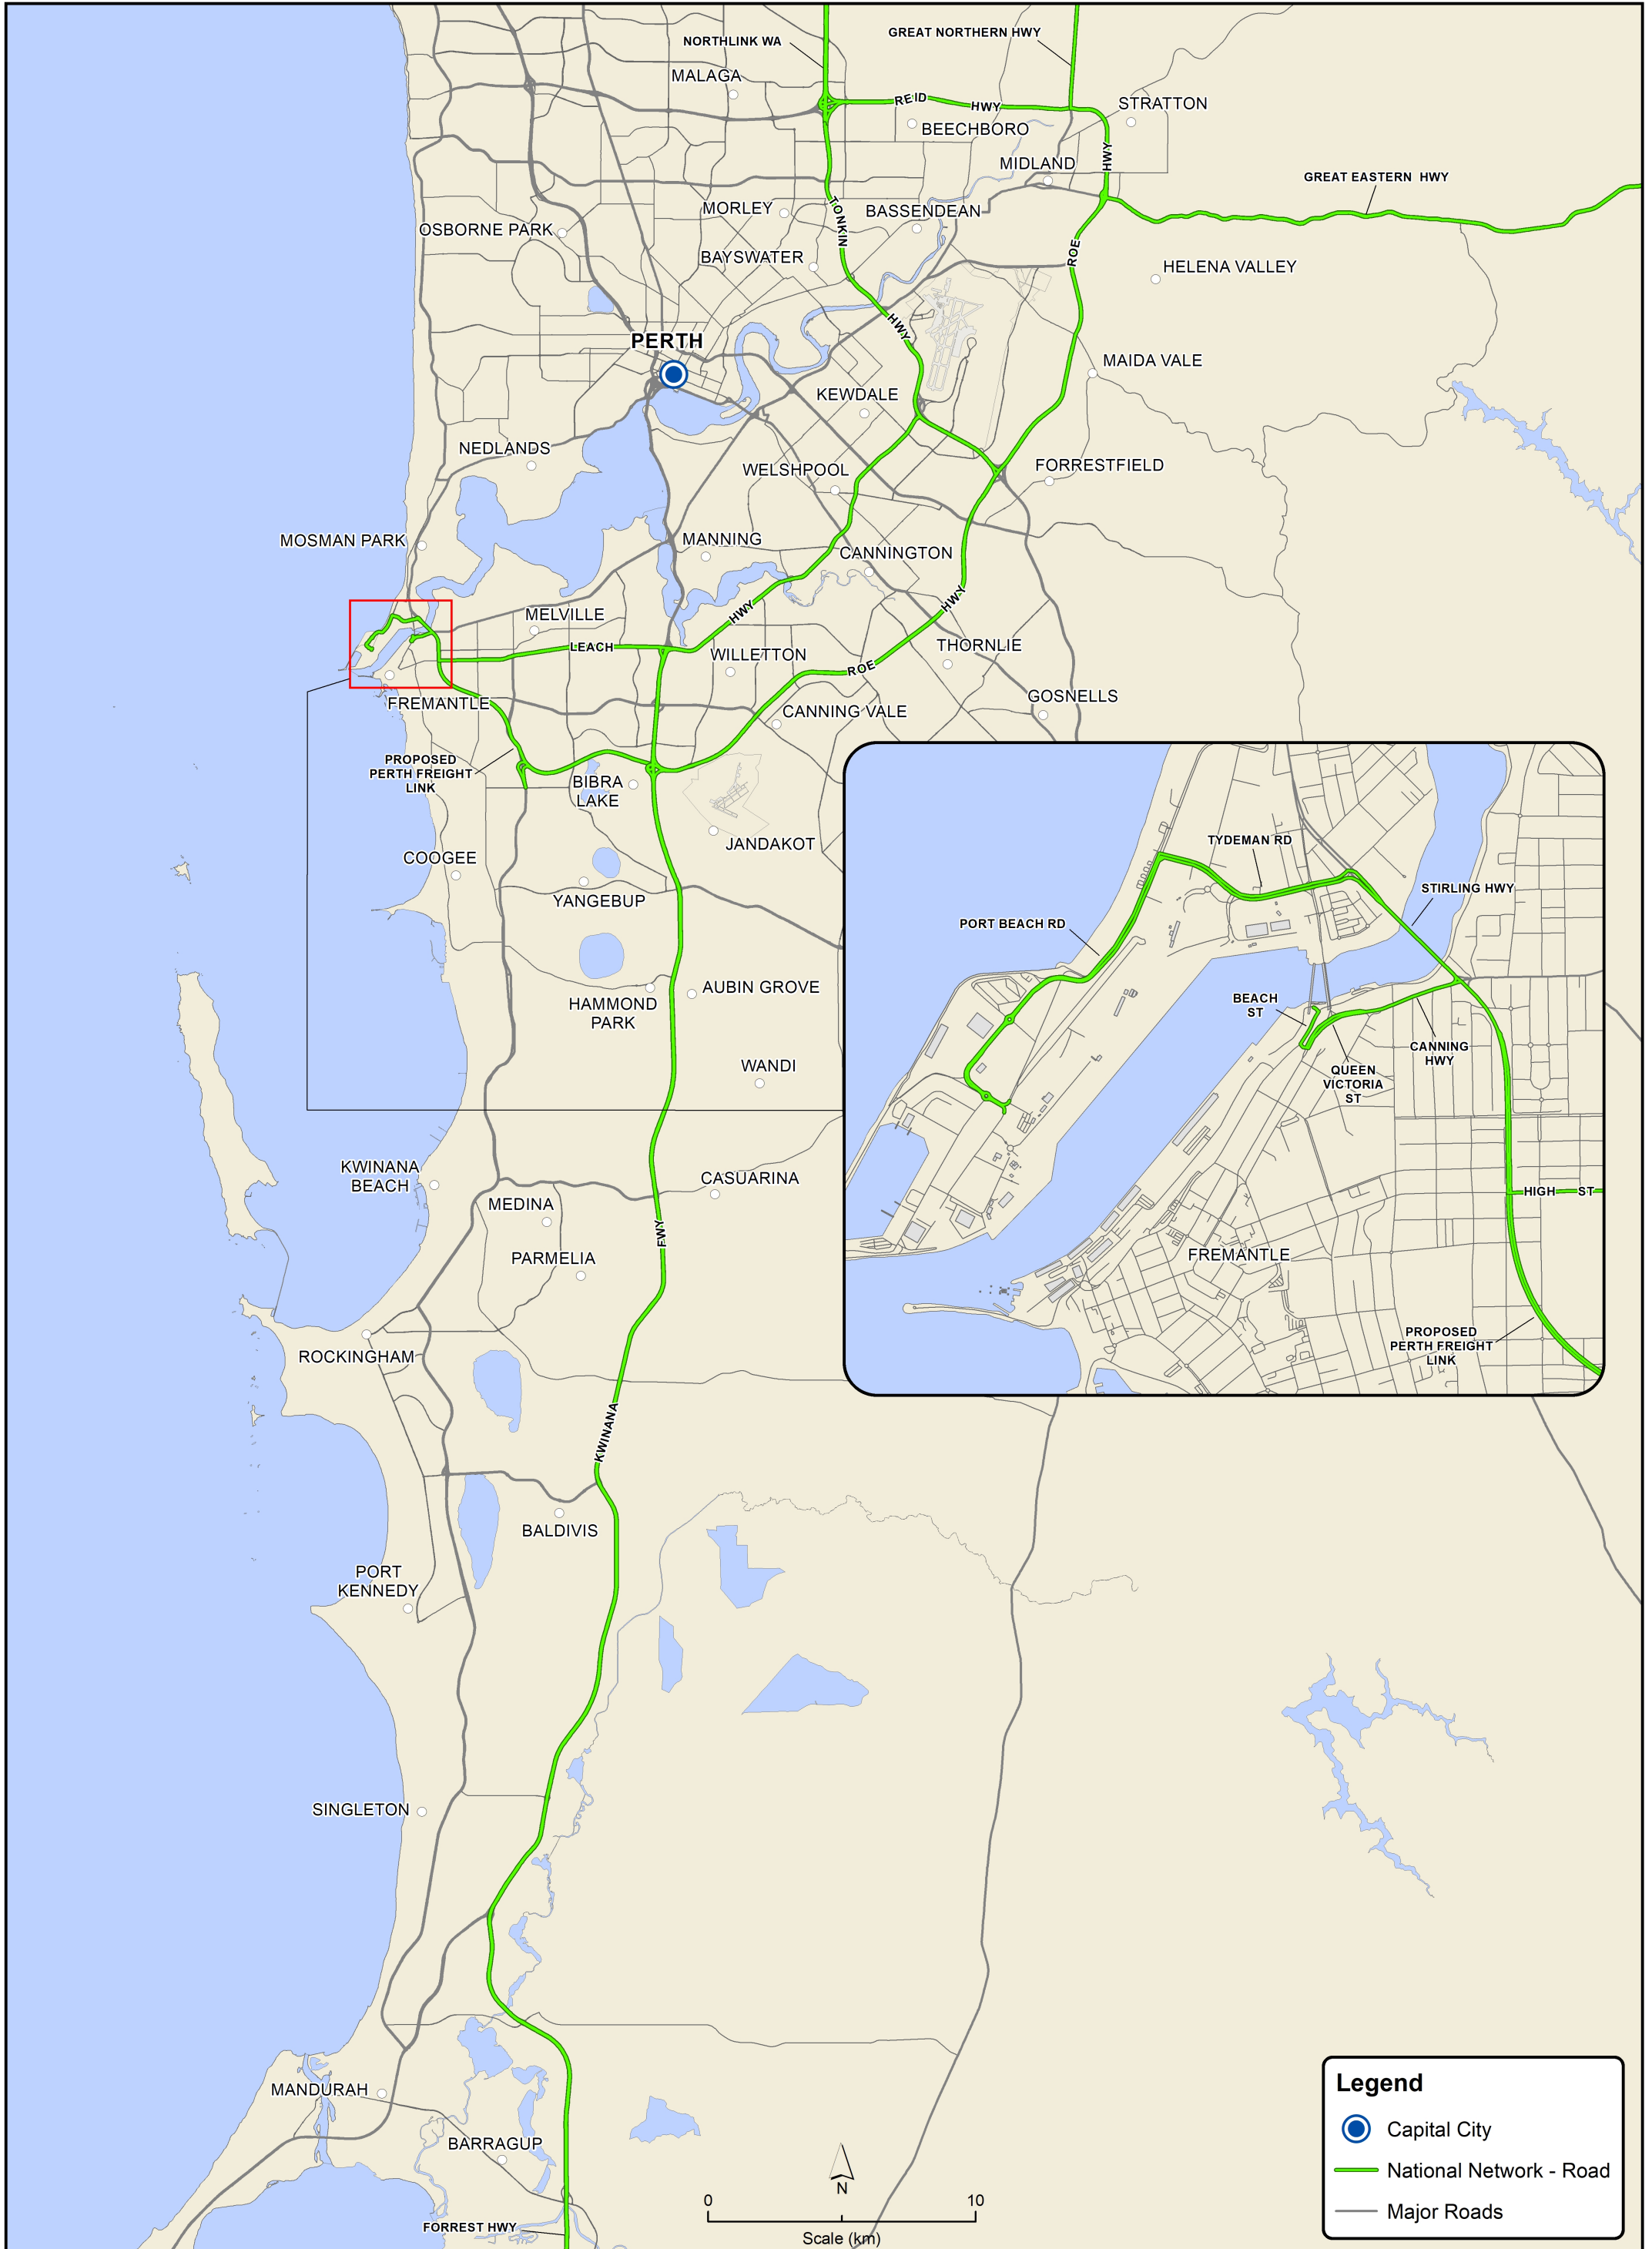 NORTHLINK WA
GREAT NORTHERN HWY
MALAGA
REID
HWY
STRATTON
BEECHBORO
MIDLAND
HWY
GREAT EASTERN HWY
MORLEY
TONKIN
BASSENDEAN
OSBORNE PARK
BAYSWATER
ROE
HELENA VALLEY
HWY
PERTH
MAIDA VALE
KEWDALE
NEDLANDS
WELSHPOOL
FORRESTFIELD
MOSMAN PARK
MANNING
CANNINGTON
HWY
HWY
MELVILLE
LEACH
WILLETTON
ROE
THORNLIE
FREMANTLE
CANNING VALE
GOSNELLS
PROPOSED
PERTH FREIGHT
LINK
BIBRA
LAKE
JANDAKOT
COOGEE
YANGEBUP
HAMMOND
PARK
AUBIN GROVE
WANDI
KWINANA
BEACH
CASUARINA
MEDINA
FWY
PARMELIA
ROCKINGHAM
KWINANA
BALDIVIS
PORT
KENNEDY
SINGLETON
MANDURAH
BARRAGUP
FORREST HWY
TYDEMAN RD
STIRLING HWY
PORT BEACH RD
BEACH
ST
CANNING
HWY
QUEEN
VICTORIA
ST
HIGH ST
FREMANTLE
PROPOSED
PERTH FREIGHT
LINK
N
0 10
Scale (km)
Legend
Capital City
National Network - Road
Major Roads